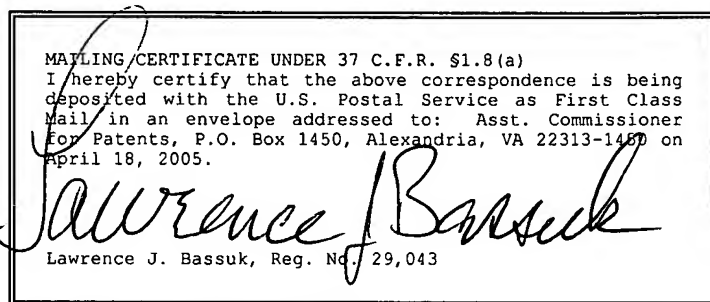 MAILING CERTIFICATE UNDER 37 C.F.R. §1.8(a)
I hereby certify that the above correspondence is being
deposited with the U.S. Postal Service as First Class
Mail in an envelope addressed to: Asst. Commissioner
for Patents, P.O. Box 1450, Alexandria, VA 22313-1450 on
April 18, 2005.
Lawrence J Bassuk
Lawrence J. Bassuk, Reg. No. 29,043